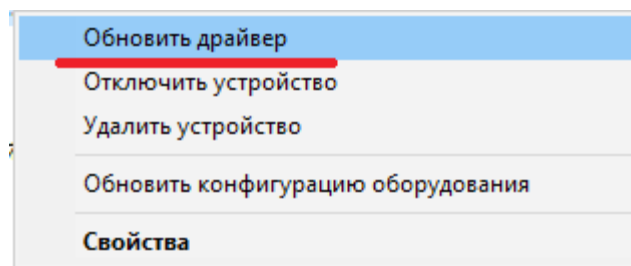 Обновить драйвер
Отключить устройство
Удалить устройство
Обновить конфигурацию оборудования
Свойства